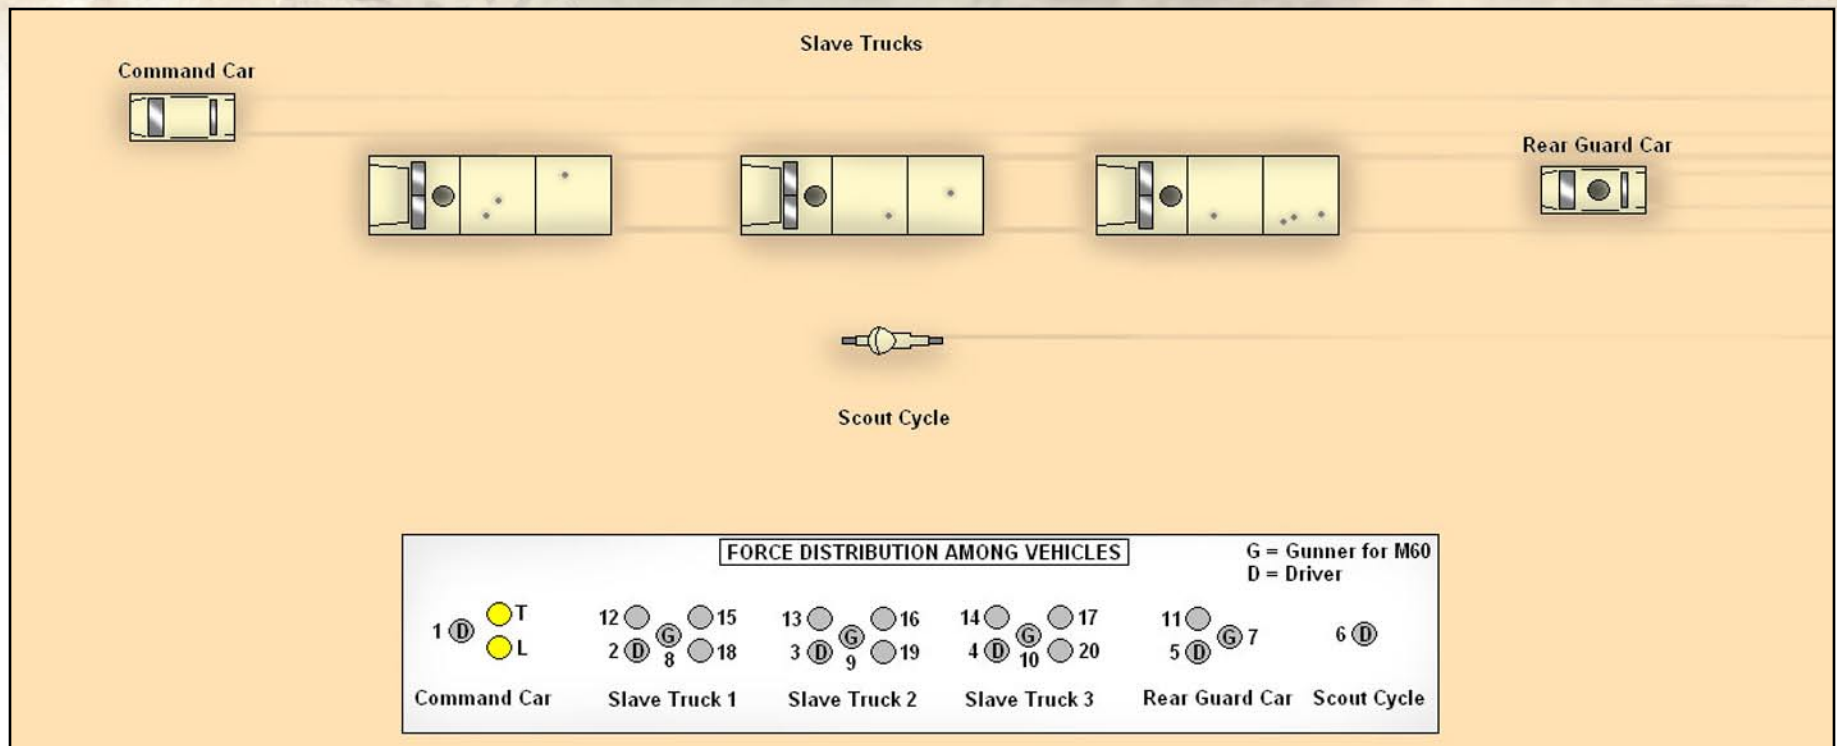 Slave Trucks
Command Car
Rear Guard Car
Scout Cycle
FORCE DISTRIBUTION AMONG VEHICLES
G = Gunner for M60
D = Driver
T
12 15 13 16 14 17 11
1 D G G G G 7 6 D
L
2 D 8 18 3 D 9 19 4 D 10 20 5 D
Command Car Slave Truck 1 Slave Truck 2 Slave Truck 3 Rear Guard Car Scout Cycle